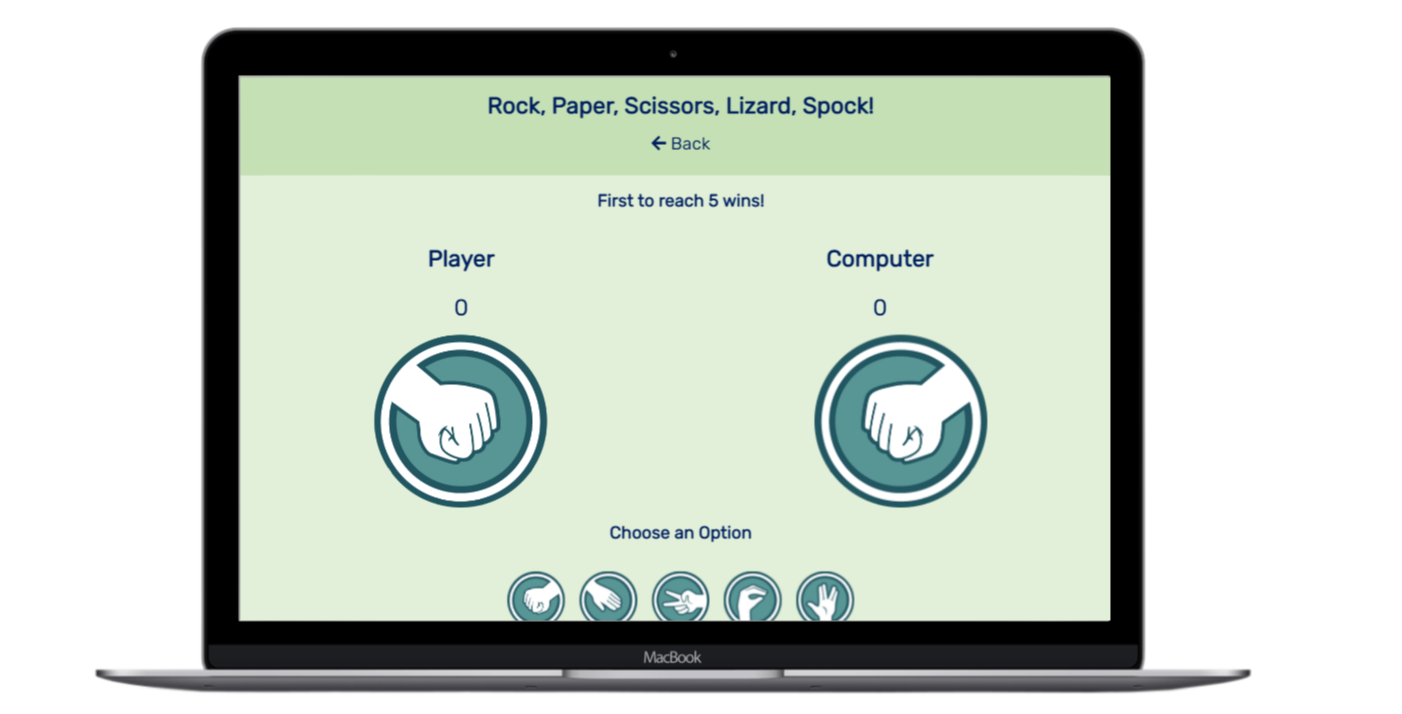 Rock, Paper, Scissors, Lizard, Spock!
← Back
First to reach 5 wins!
Player
Computer
0
0
Choose an Option
MacBook